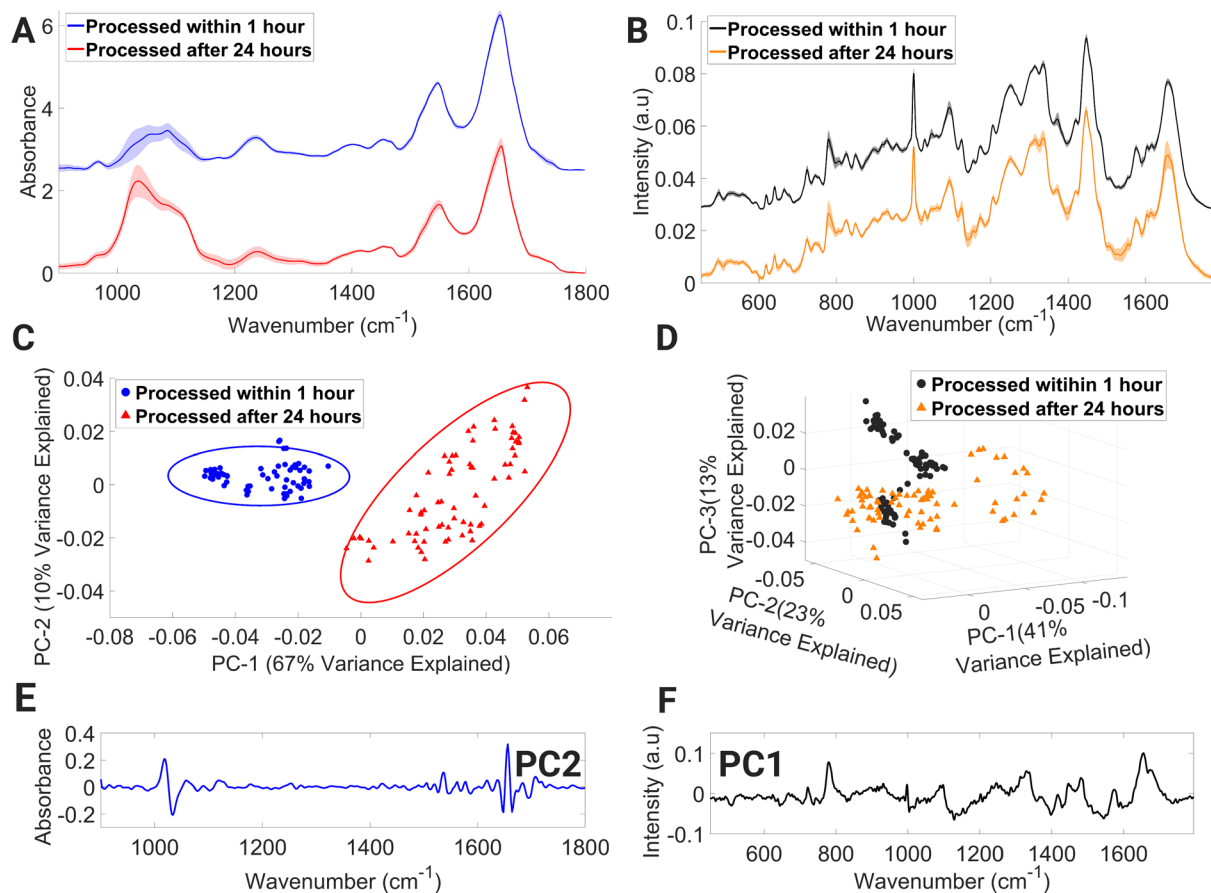 A
Processed within 1 hour
Processed after 24 hours
Absorbance
6
4
2
0
1000 1200 1400 1600 1800
Wavenumber (cm-1)
B
Processed within 1 hour
Processed after 24 hours
Intensity (a.u)
0.1
0.08
0.06
0.04
0.02
0
600 800 1000 1200 1400 1600
Wavenumber (cm-1)
C
Processed within 1 hour
Processed after 24 hours
PC-2 (10% Variance Explained)
0.04
0.02
0
-0.02
-0.04
-0.08 -0.06 -0.04 -0.02 0 0.02 0.04 0.06
PC-1 (67% Variance Explained)
D
Processed witihin 1 hour
Processed after 24 hours
PC-3(13%
Variance Explained)
0.02
0
-0.02
-0.04
-0.05
0
0.05
PC-2(23%
Variance Explained)
0 -0.05 -0.1
PC-1(41%
Variance Explained)
E
PC2
Absorbance
0.4
0.2
0
-0.2
1000 1200 1400 1600 1800
Wavenumber (cm-1)
F
PC1
Intensity (a.u)
0.1
0
-0.1
600 800 1000 1200 1400 1600
Wavenumber (cm-1)